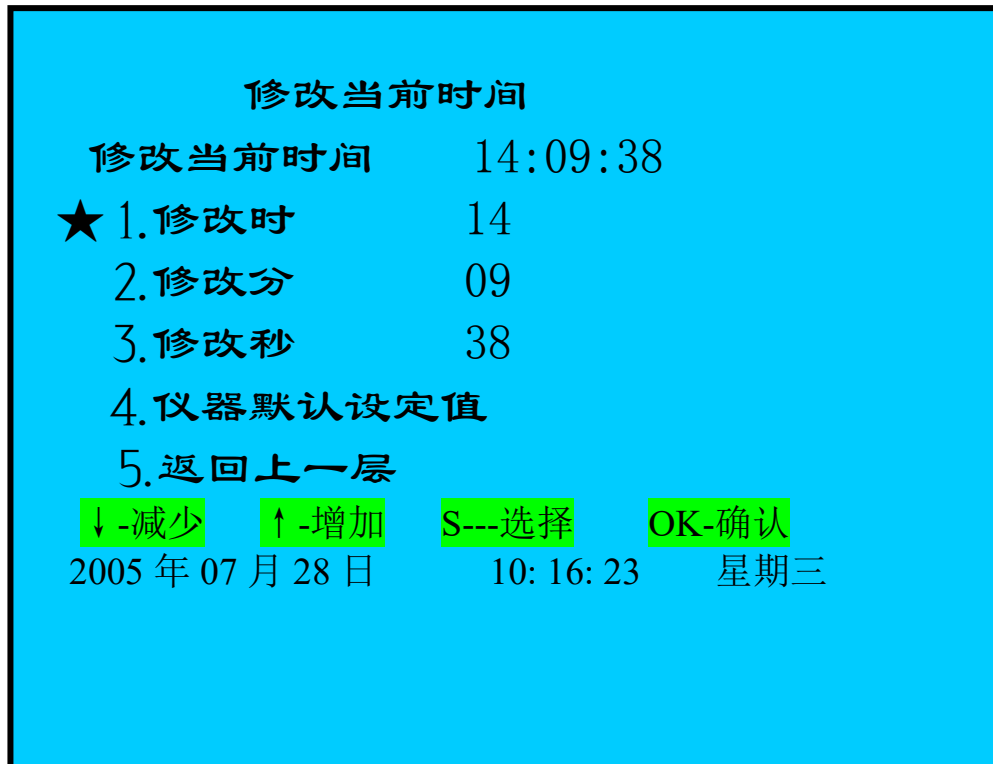 修改当前时间
修改当前时间 14:09:38
★ 1.修改时 14
2.修改分 09
3.修改秒 38
4.仪器默认设定值
5.返回上一层
↓-减少 ↑-增加 S---选择 OK-确认
2005 年 07 月 28 日 10: 16: 23 星期三